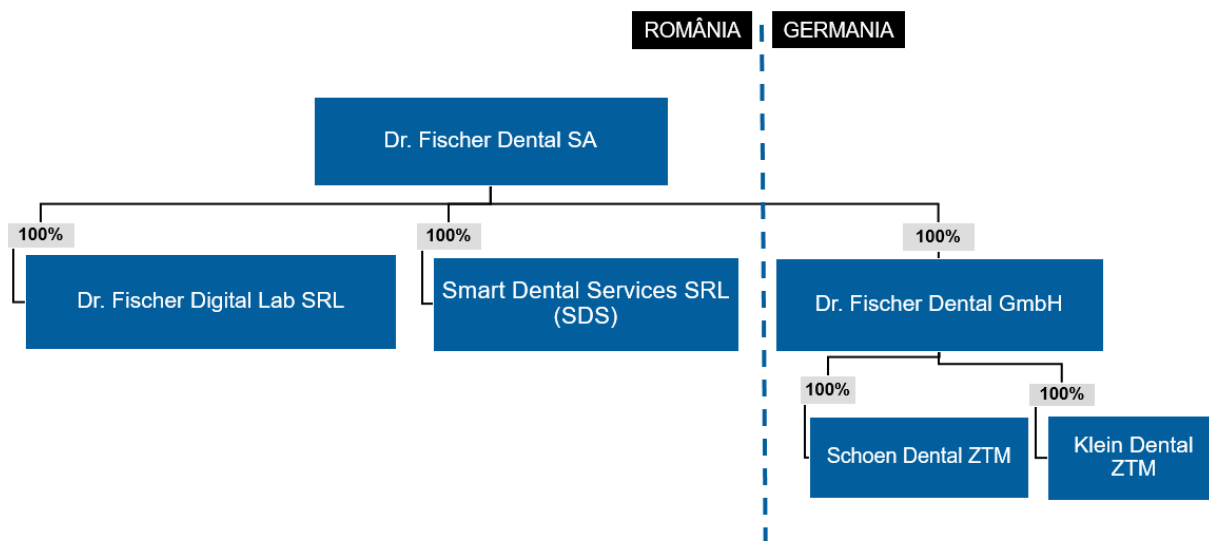 ROMÂNIA
GERMANIA
Dr. Fischer Dental SA
100%
100%
100%
Dr. Fischer Digital Lab SRL
Smart Dental Services SRL
(SDS)
Dr. Fischer Dental GmbH
100%
100%
Schoen Dental ZTM
Klein Dental
ZTM